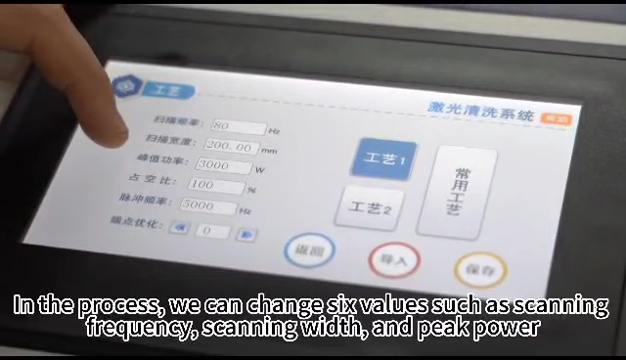 工艺
激光清洗系统
扫描频率: 80 Hz
扫描宽度: 200.00 mm
峰值功率: 3000 W
占空比: 100 %
脉冲频率: 5000 Hz
端点优化: 0
工艺1
工艺2
常用工艺
返回
导入
保存
In the process, we can change six values such as scanning
frequency, scanning width, and peak power